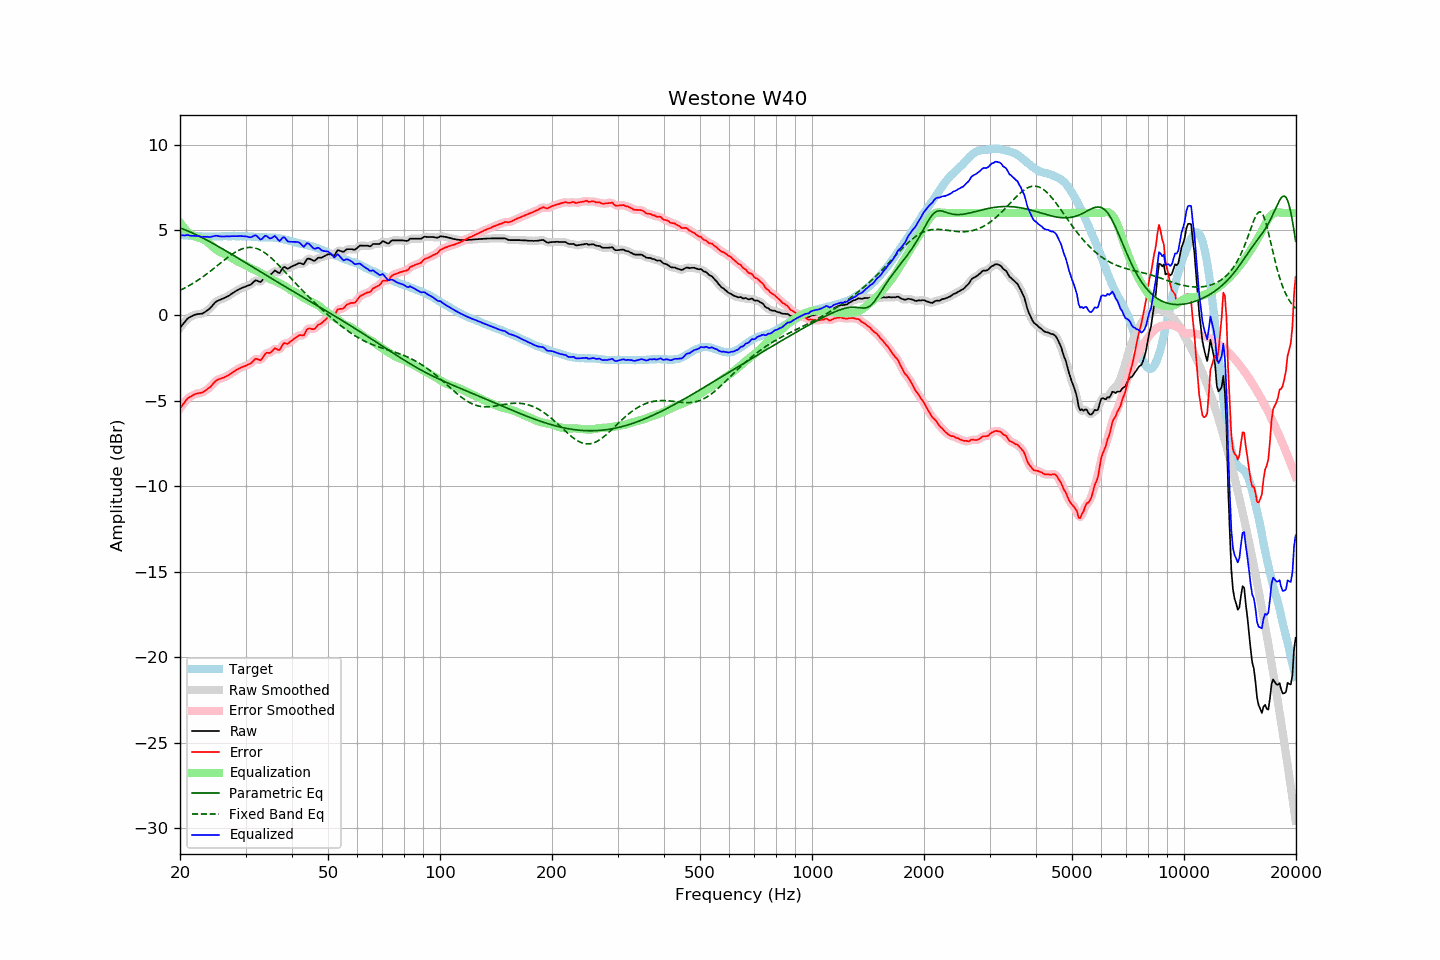 Westone W40
Amplitude (dBr)
10
5
0
−5
−10
−15
−20
−25
−30
Target
Raw Smoothed
Error Smoothed
Raw
Error
Equalization
Parametric Eq
Fixed Band Eq
Equalized
20 50 100 200 500 1000 2000 5000 10000 20000
Frequency (Hz)